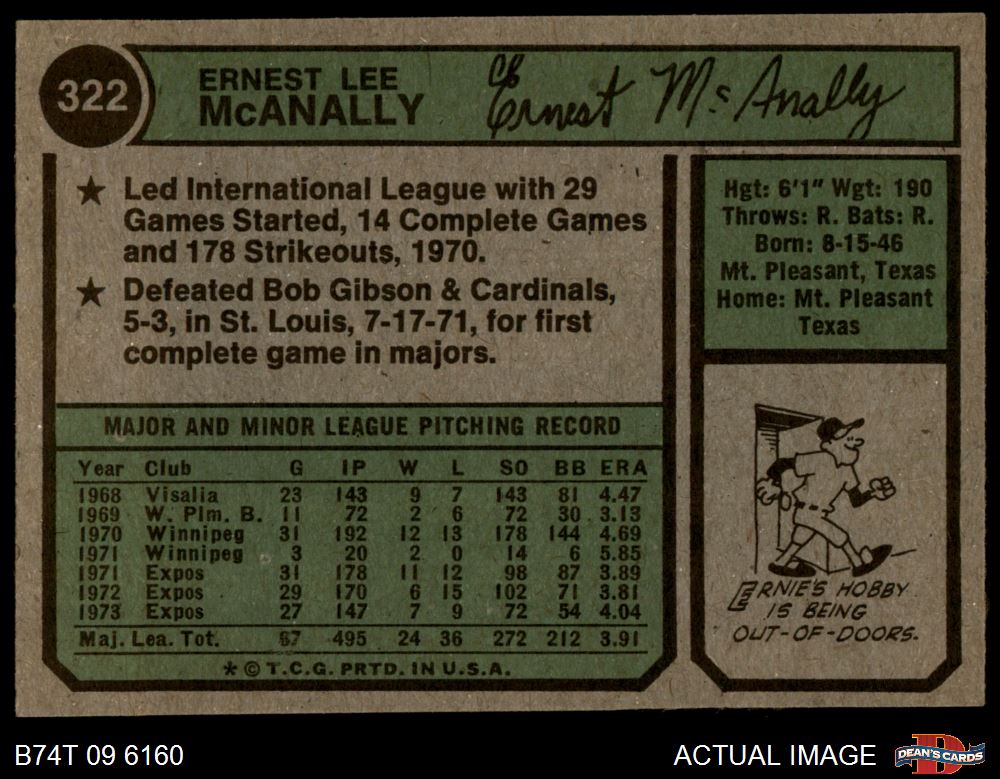 322
ERNEST LEE
McANALLY
Ernest McAnally
★ Led International League with 29
Games Started, 14 Complete Games
and 178 Strikeouts, 1970.
★ Defeated Bob Gibson & Cardinals,
5-3, in St. Louis, 7-17-71, for first
complete game in majors.
Hgt: 6'1" Wgt: 190
Throws: R. Bats: R.
Born: 8-15-46
Mt. Pleasant, Texas
Home: Mt. Pleasant
Texas
MAJOR AND MINOR LEAGUE PITCHING RECORD
Year Club G IP W L SO BB ERA
1968 Visalia 23 143 9 7 143 81 4.47
1969 W. Plm. B. 11 72 2 6 72 30 3.13
1970 Winnipeg 31 192 12 13 178 144 4.69
1971 Winnipeg 3 20 2 0 14 6 5.85
1971 Expos 31 178 11 12 98 87 3.89
1972 Expos 29 170 6 15 102 71 3.81
1973 Expos 27 147 7 9 72 54 4.04
Maj. Lea. Tot. 87 495 24 36 272 212 3.91
* © T.C.G. PRTD. IN U.S.A.
ERNIE'S HOBBY
IS BEING
OUT-OF-DOORS.
B74T 09 6160
ACTUAL IMAGE
DEAN'S CARDS